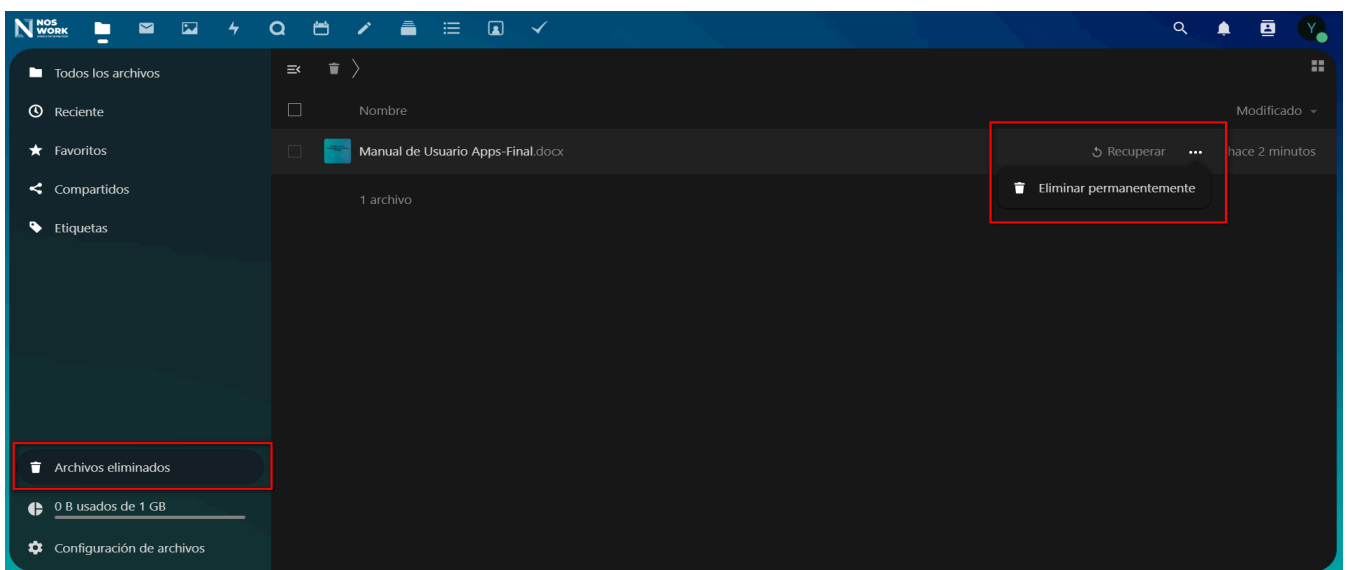 NOS
WORK
Y
Todos los archivos
Reciente
Favoritos
Compartidos
Etiquetas
Archivos eliminados
0 B usados de 1 GB
Configuración de archivos
Nombre
Modificado
Manual de Usuario Apps-Final.docx
Recuperar
hace 2 minutos
Eliminar permanentemente
1 archivo